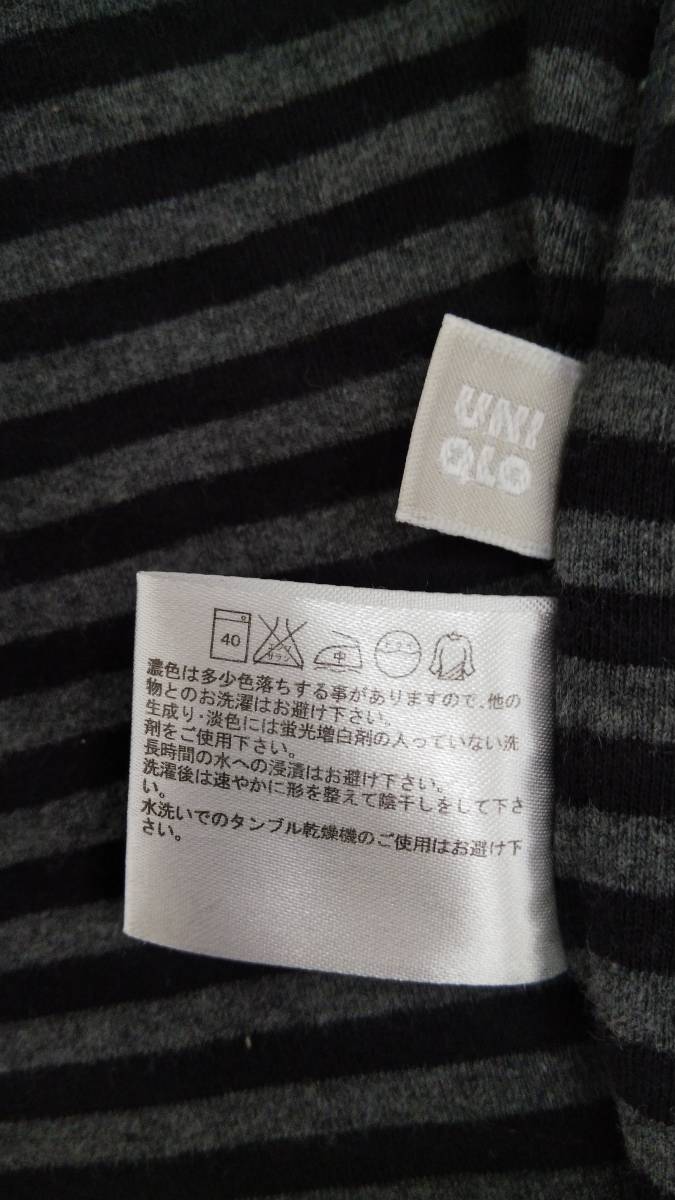 UNI
QLO
40
中
濃色は多少色落ちする事がありますので、他の
物とのお洗濯はお避け下さい。
生成り・淡色には蛍光増白剤の入っていない洗
剤をご使用下さい。
長時間の水への浸漬はお避け下さい。
洗濯後は速やかに形を整えて陰干しをして下さ
い。
水洗いでのタンブル乾燥機のご使用はお避け下
さい。